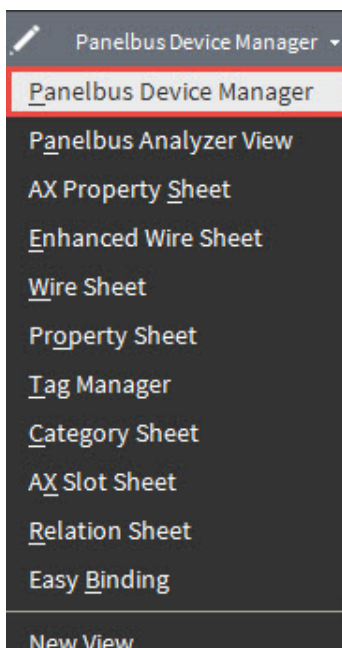 Panelbus Device Manager
Panelbus Device Manager
Panelbus Analyzer View
AX Property Sheet
Enhanced Wire Sheet
Wire Sheet
Property Sheet
Tag Manager
Category Sheet
AX Slot Sheet
Relation Sheet
Easy Binding
New View